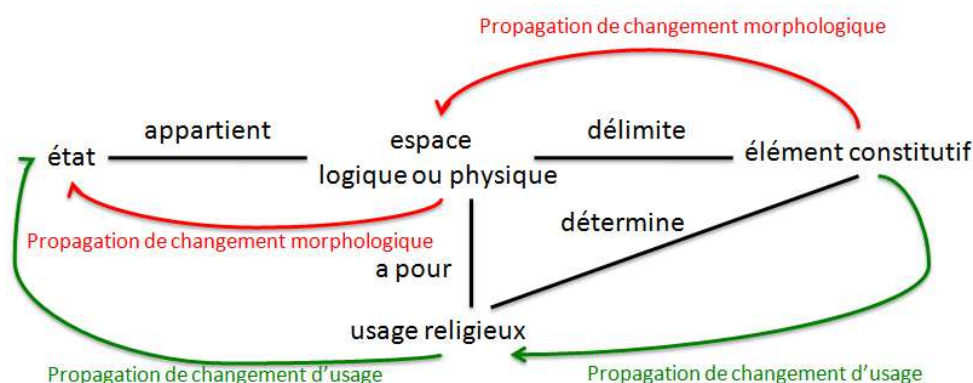 Propagation de changement morphologique
appartient
espace
délimite
état
logique ou physique
élément constitutif
détermine
Propagation de changement morphologique
a pour
usage religieux
Propagation de changement d'usage
Propagation de changement d'usage